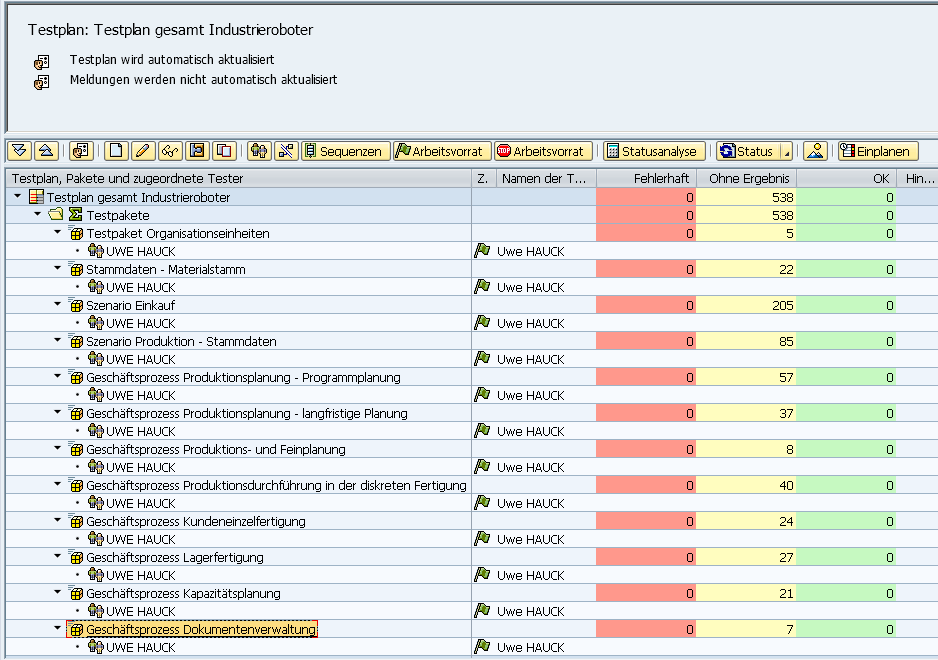 Testplan: Testplan gesamt Industrieroboter
Testplan wird automatisch aktualisiert
Meldungen werden nicht automatisch aktualisiert
Sequenzen Arbeitsvorrat STOP Arbeitsvorrat Statusanalyse Status Einplanen
Testplan, Pakete und zugeordnete Tester Z. Namen der T... Fehlerhaft Ohne Ergebnis OK Hin...
Testplan gesamt Industrieroboter 0 538 0
Testpakete 0 538 0
Testpaket Organisationseinheiten 0 5 0
UWE HAUCK Uwe HAUCK
Stammdaten - Materialstamm 0 22 0
UWE HAUCK Uwe HAUCK
Szenario Einkauf 0 205 0
UWE HAUCK Uwe HAUCK
Szenario Produktion - Stammdaten 0 85 0
UWE HAUCK Uwe HAUCK
Geschäftsprozess Produktionsplanung - Programmplanung 0 57 0
UWE HAUCK Uwe HAUCK
Geschäftsprozess Produktionsplanung - langfristige Planung 0 37 0
UWE HAUCK Uwe HAUCK
Geschäftsprozess Produktions- und Feinplanung 0 8 0
UWE HAUCK Uwe HAUCK
Geschäftsprozess Produktionsdurchführung in der diskreten Fertigung 0 40 0
UWE HAUCK Uwe HAUCK
Geschäftsprozess Kundeneinzelfertigung 0 24 0
UWE HAUCK Uwe HAUCK
Geschäftsprozess Lagerfertigung 0 27 0
UWE HAUCK Uwe HAUCK
Geschäftsprozess Kapazitätsplanung 0 21 0
UWE HAUCK Uwe HAUCK
Geschäftsprozess Dokumentenverwaltung 0 7 0
UWE HAUCK Uwe HAUCK